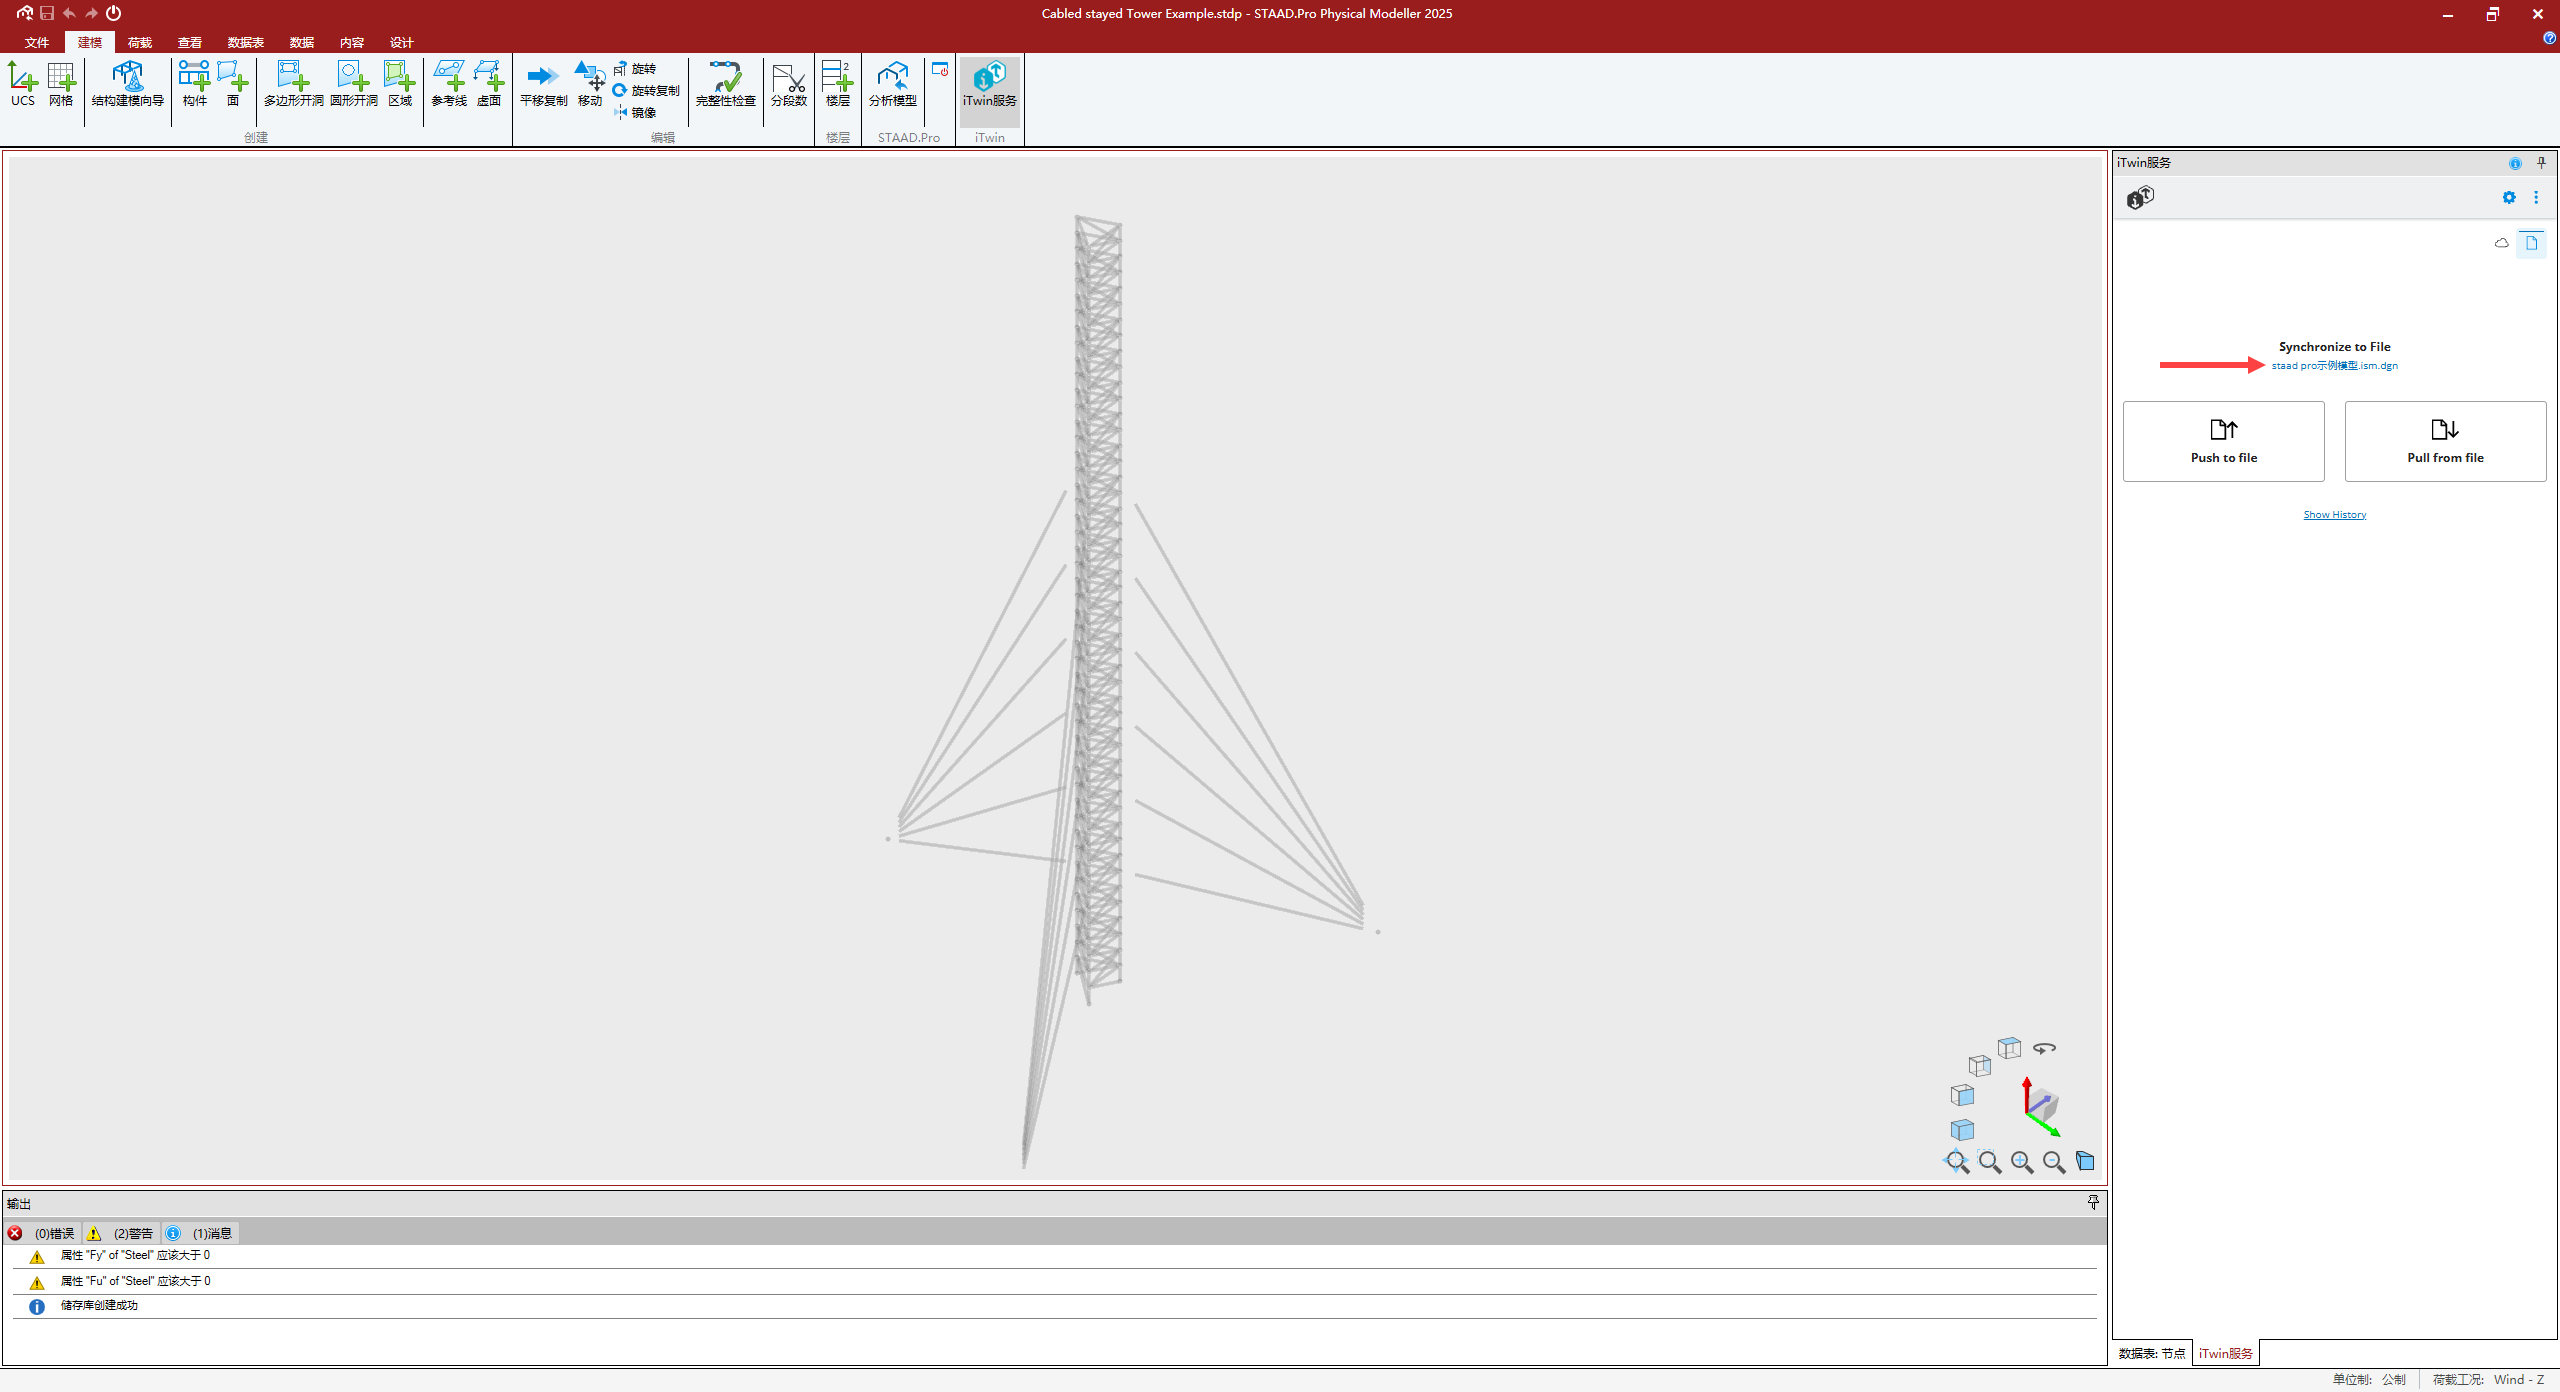 Cabled stayed Tower Example.stdp - STAAD.Pro Physical Modeller 2025
文件 建模 荷载 查看 数据表 数据 内容 设计
UCS 网格 结构建模向导 构件 面 多边形开洞 圆形开洞 区域 参考线 虚面 平移复制 移动 旋转 旋转复制 镜像 完整性检查 分段数 2 楼层 分析模型 iTwin服务
创建 编辑 楼层 STAAD.Pro iTwin
iTwin服务
Synchronize to File
staad pro示例模型.ism.dgn
Push to file Pull from file
Show History
输出
(0)错误 (2)警告 (1)消息
属性 "Fy" of "Steel" 应该大于 0
属性 "Fu" of "Steel" 应该大于 0
储存库创建成功
数据表: 节点 iTwin服务
单位制: 公制 荷载工况: Wind - Z